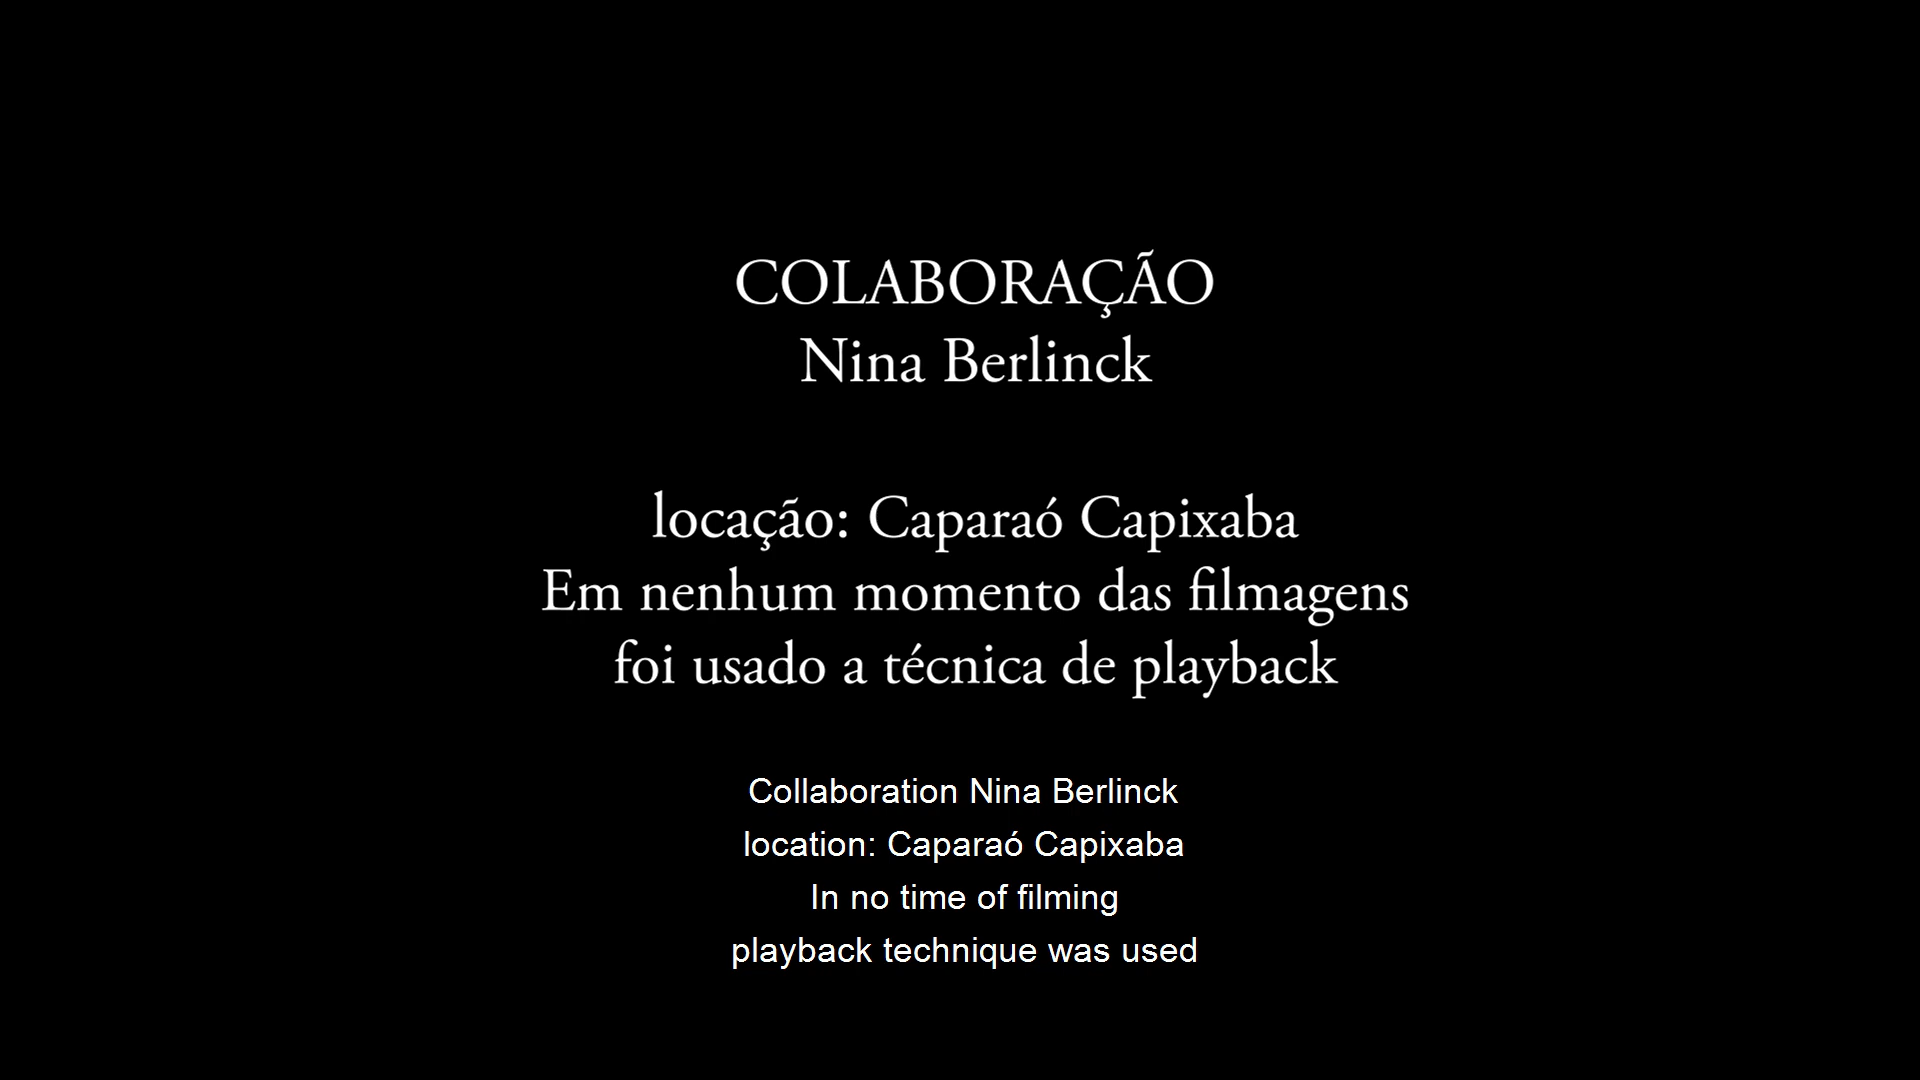 COLABORAÇÃO
Nina Berlinck
locação: Caparaó Capixaba
Em nenhum momento das filmagens
foi usado a técnica de playback
Collaboration Nina Berlinck
location: Caparaó Capixaba
In no time of filming
playback technique was used